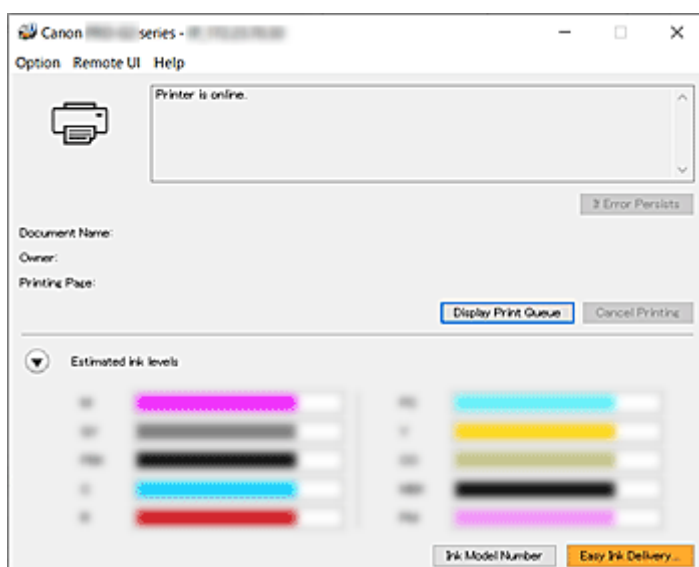 Canon series -
Option Remote UI Help
Printer is online.
If Error Persists
Document Name:
Owner:
Printing Page:
Display Print Queue Cancel Printing
Estimated ink levels
Ink Model Number Easy Ink Delivery...